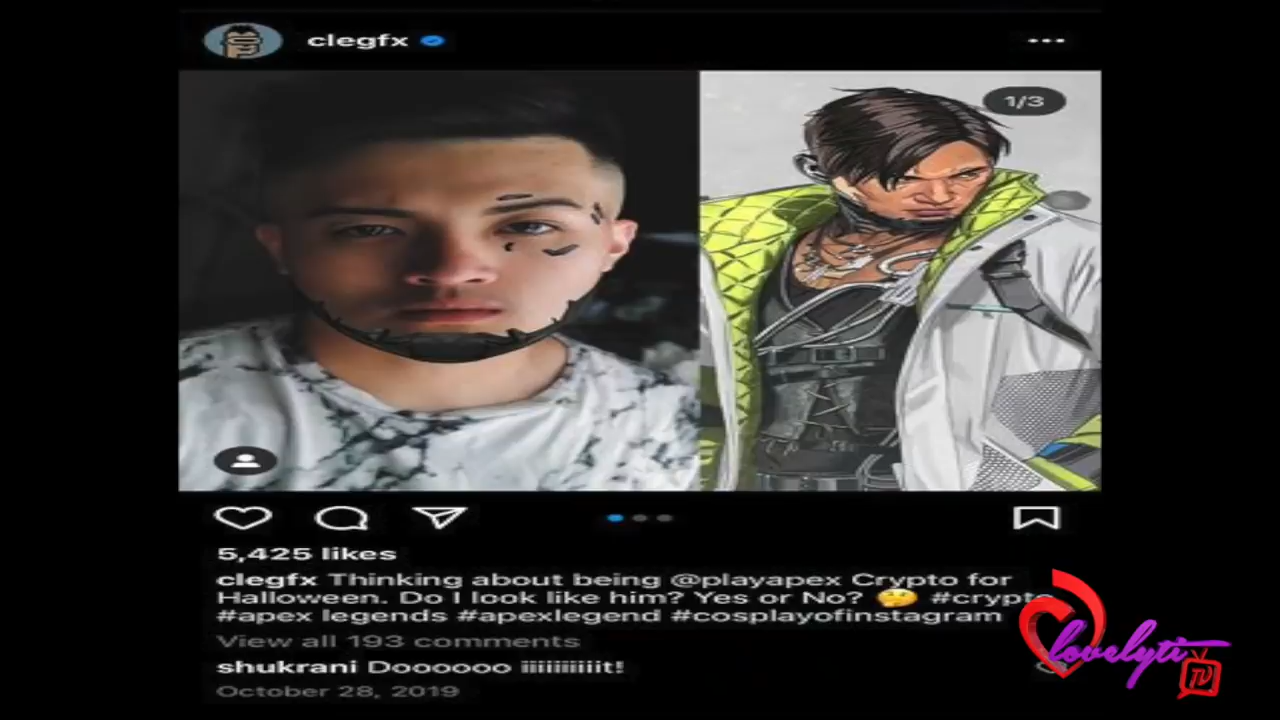 clegfx
1/3
5,425 likes
clegfx Thinking about being @playapex Crypto for
Halloween. Do I look like him? Yes or No? 🤔 #crypto
#apex legends #apexlegend #cosplayofinstagram
View all 193 comments
shukrani Doooooo iiiiiiiiiiit!
October 28, 2019
lovelyti
TV